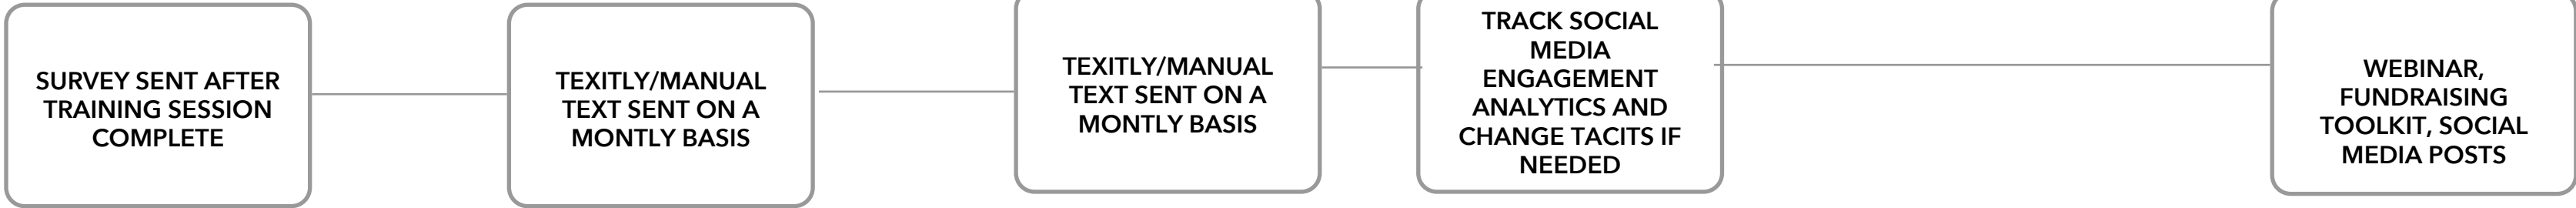 SURVEY SENT AFTER
TRAINING SESSION
COMPLETE
TEXITLY/MANUAL
TEXT SENT ON A
MONTLY BASIS
TEXITLY/MANUAL
TEXT SENT ON A
MONTLY BASIS
TRACK SOCIAL
MEDIA
ENGAGEMENT
ANALYTICS AND
CHANGE TACITS IF
NEEDED
WEBINAR,
FUNDRAISING
TOOLKIT, SOCIAL
MEDIA POSTS